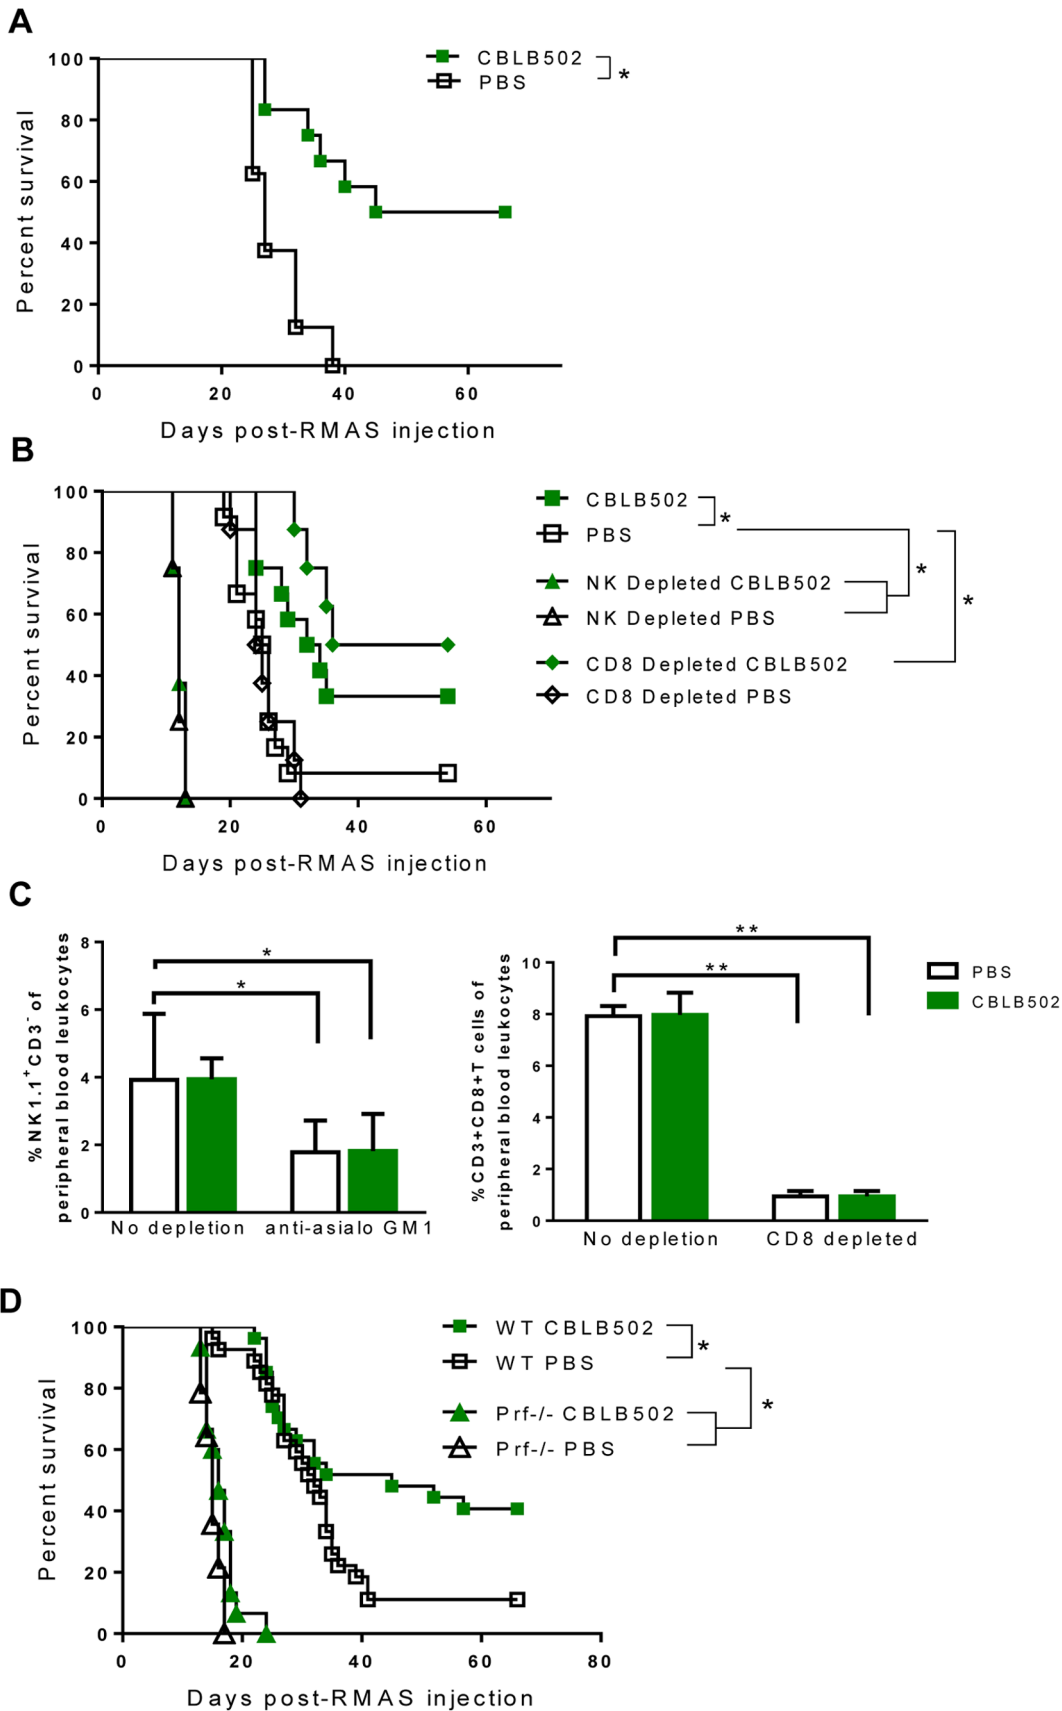 A
CBLB502
PBS
*
Percent survival
100
80
60
40
20
0
0 20 40 60
Days post-RMAS injection
B
CBLB502
PBS
NK Depleted CBLB502
NK Depleted PBS
CD8 Depleted CBLB502
CD8 Depleted PBS
*
*
*
Percent survival
100
80
60
40
20
0
0 20 40 60
Days post-RMAS injection
C
%NK1.1+CD3- of
peripheral blood leukocytes
8
6
4
2
0
*
*
No depletion anti-asialo GM1
%CD3+CD8+T cells of
peripheral blood leukocytes
10
8
6
4
2
0
**
**
No depletion CD8 depleted
PBS
CBLB502
D
WT CBLB502
WT PBS
Prf-/- CBLB502
Prf-/- PBS
*
*
Percent survival
100
80
60
40
20
0
0 20 40 60 80
Days post-RMAS injection